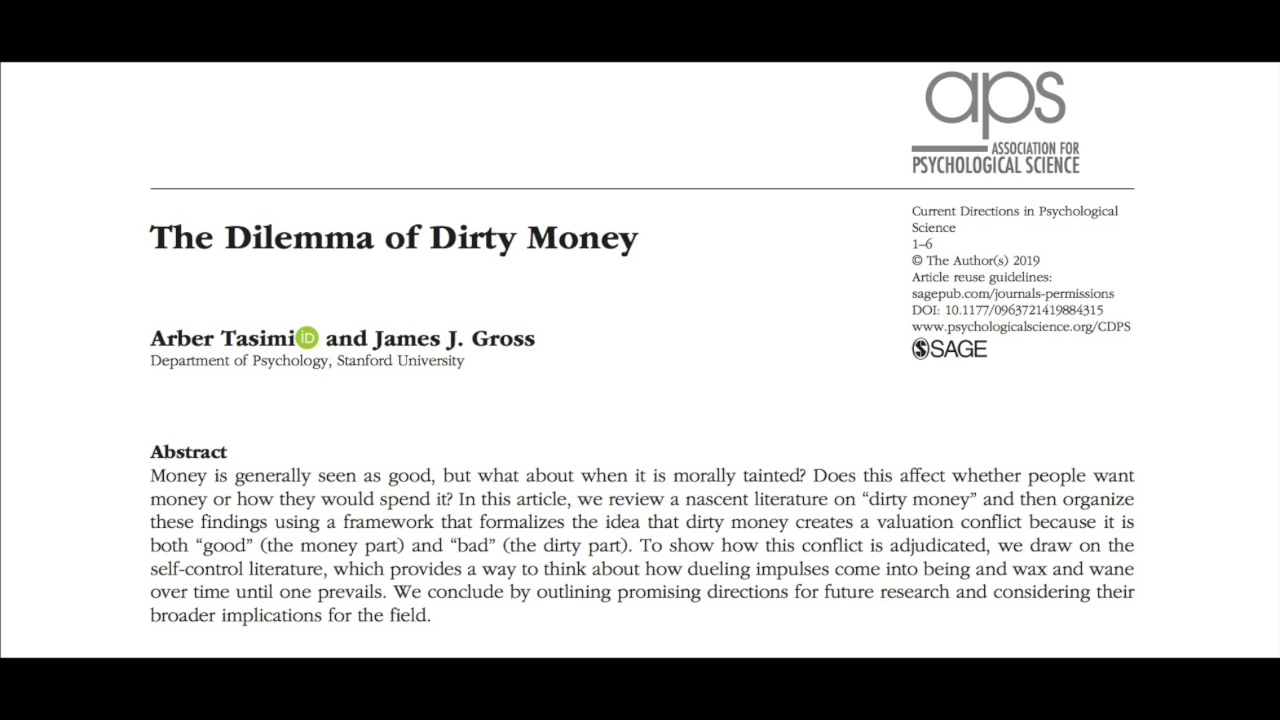 aps
ASSOCIATION FOR
PSYCHOLOGICAL SCIENCE
The Dilemma of Dirty Money
Current Directions in Psychological
Science
1–6
© The Author(s) 2019
Article reuse guidelines:
sagepub.com/journals-permissions
DOI: 10.1177/0963721419884315
www.psychologicalscience.org/CDPS
SAGE
Arber Tasimi iD and James J. Gross
Department of Psychology, Stanford University
Abstract
Money is generally seen as good, but what about when it is morally tainted? Does this affect whether people want
money or how they would spend it? In this article, we review a nascent literature on “dirty money” and then organize
these findings using a framework that formalizes the idea that dirty money creates a valuation conflict because it is
both “good” (the money part) and “bad” (the dirty part). To show how this conflict is adjudicated, we draw on the
self-control literature, which provides a way to think about how dueling impulses come into being and wax and wane
over time until one prevails. We conclude by outlining promising directions for future research and considering their
broader implications for the field.